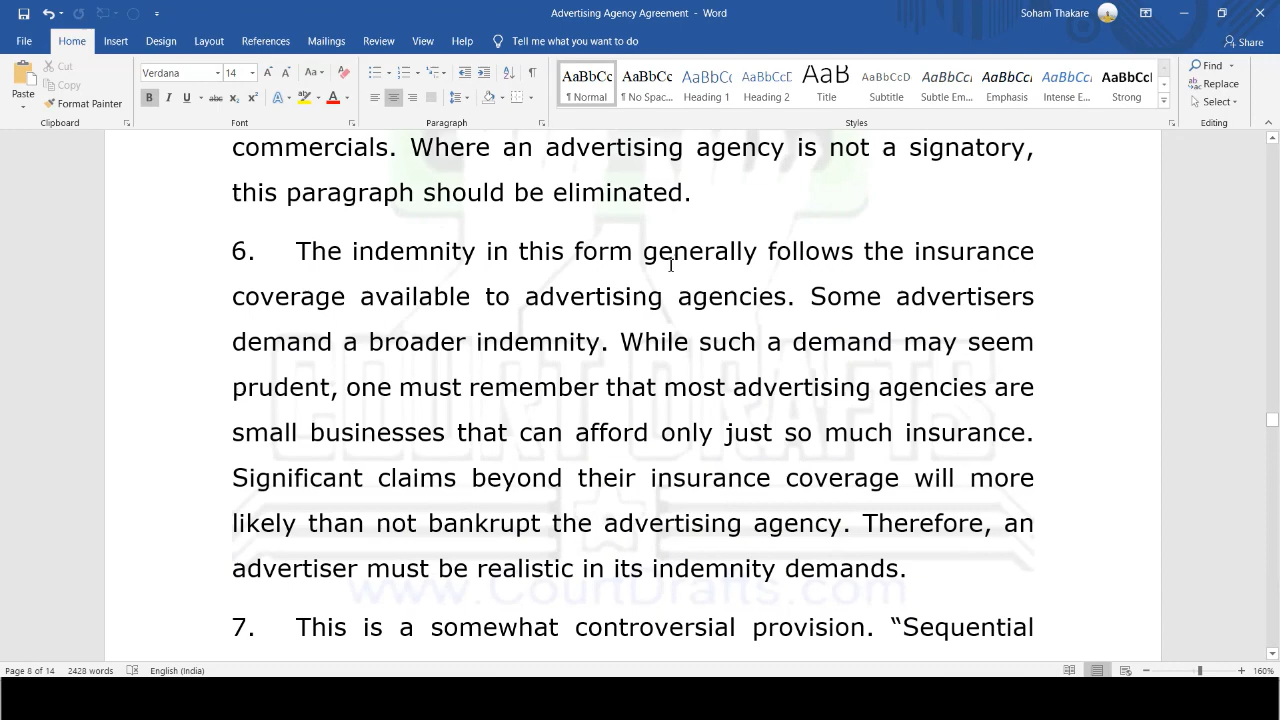 Advertising Agency Agreement - Word
Soham Thakare
File Home Insert Design Layout References Mailings Review View Help Tell me what you want to do Share
Paste
Cut
Copy
Format Painter
Clipboard
Verdana 14
Font
Paragraph
AaBbCc AaBbCc AaBbCc AaBbCcD AaB AaBbCcD AaBbCc AaBbCc AaBbCc AaBbCc
¶ Normal ¶ No Spac... Heading 1 Heading 2 Title Subtitle Subtle Em... Emphasis Intense E... Strong
Styles
Find
Replace
Select
Editing
commercials. Where an advertising agency is not a signatory,
this paragraph should be eliminated.
6. The indemnity in this form generally follows the insurance
coverage available to advertising agencies. Some advertisers
demand a broader indemnity. While such a demand may seem
prudent, one must remember that most advertising agencies are
small businesses that can afford only just so much insurance.
Significant claims beyond their insurance coverage will more
likely than not bankrupt the advertising agency. Therefore, an
advertiser must be realistic in its indemnity demands.
7. This is a somewhat controversial provision. “Sequential
COURT DRAFTS
www.CourtDrafts.com
Page 8 of 14 2428 words English (India) 160%